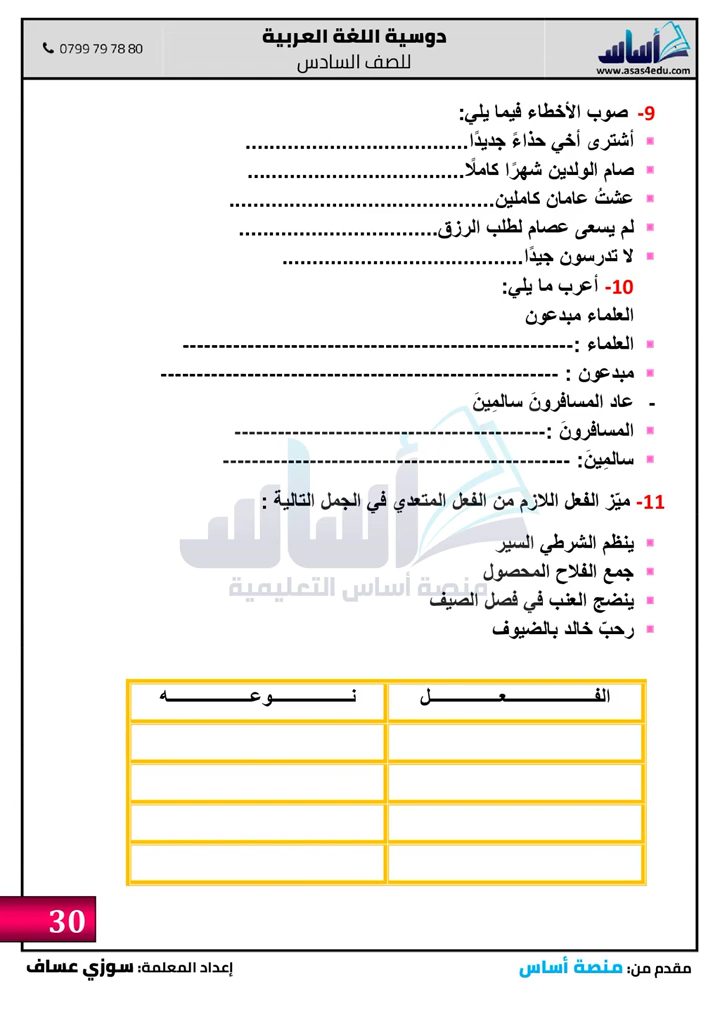 دوسية اللغة العربية
للصف السادس
0799 79 78 80
أساس
www.asas4edu.com
9- صوب الأخطاء فيما يلي:
أشترى أخي حذاءً جديدًا......................................
صام الولدين شهرًا كاملًا.....................................
عشتُ عامان كاملين.............................................
لم يسعى عصام لطلب الرزق..................................
لا تدرسون جيدًا.........................................
10- أعرب ما يلي:
العلماء مبدعون
العلماء :------------------------------------------------------
مبدعون : -------------------------------------------------------
- عاد المسافرونَ سالمِينَ
المسافرونَ :-------------------------------------------
سالمِينَ: ------------------------------------------------
11- ميّز الفعل اللازم من الفعل المتعدي في الجمل التالية :
ينظم الشرطي السير
جمع الفلاح المحصول
ينضج العنب في فصل الصيف
رحبّ خالد بالضيوف
أساس
منصة أساس التعليمية
الفـــــــعـــــــل نـــــــوعـــــــه
30
مقدم من: منصة أساس
إعداد المعلمة: سوزي عساف